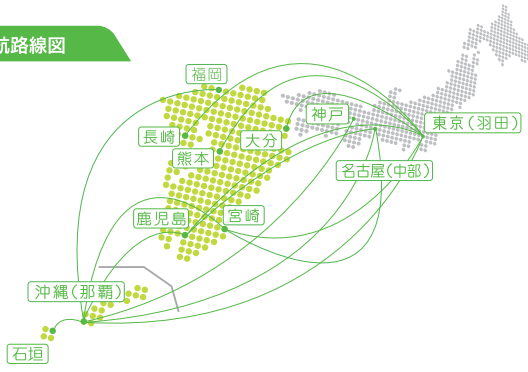 航路線図
福岡
長崎
熊本
大分
神戸
東京(羽田)
名古屋(中部)
鹿児島
宮崎
沖縄(那覇)
石垣